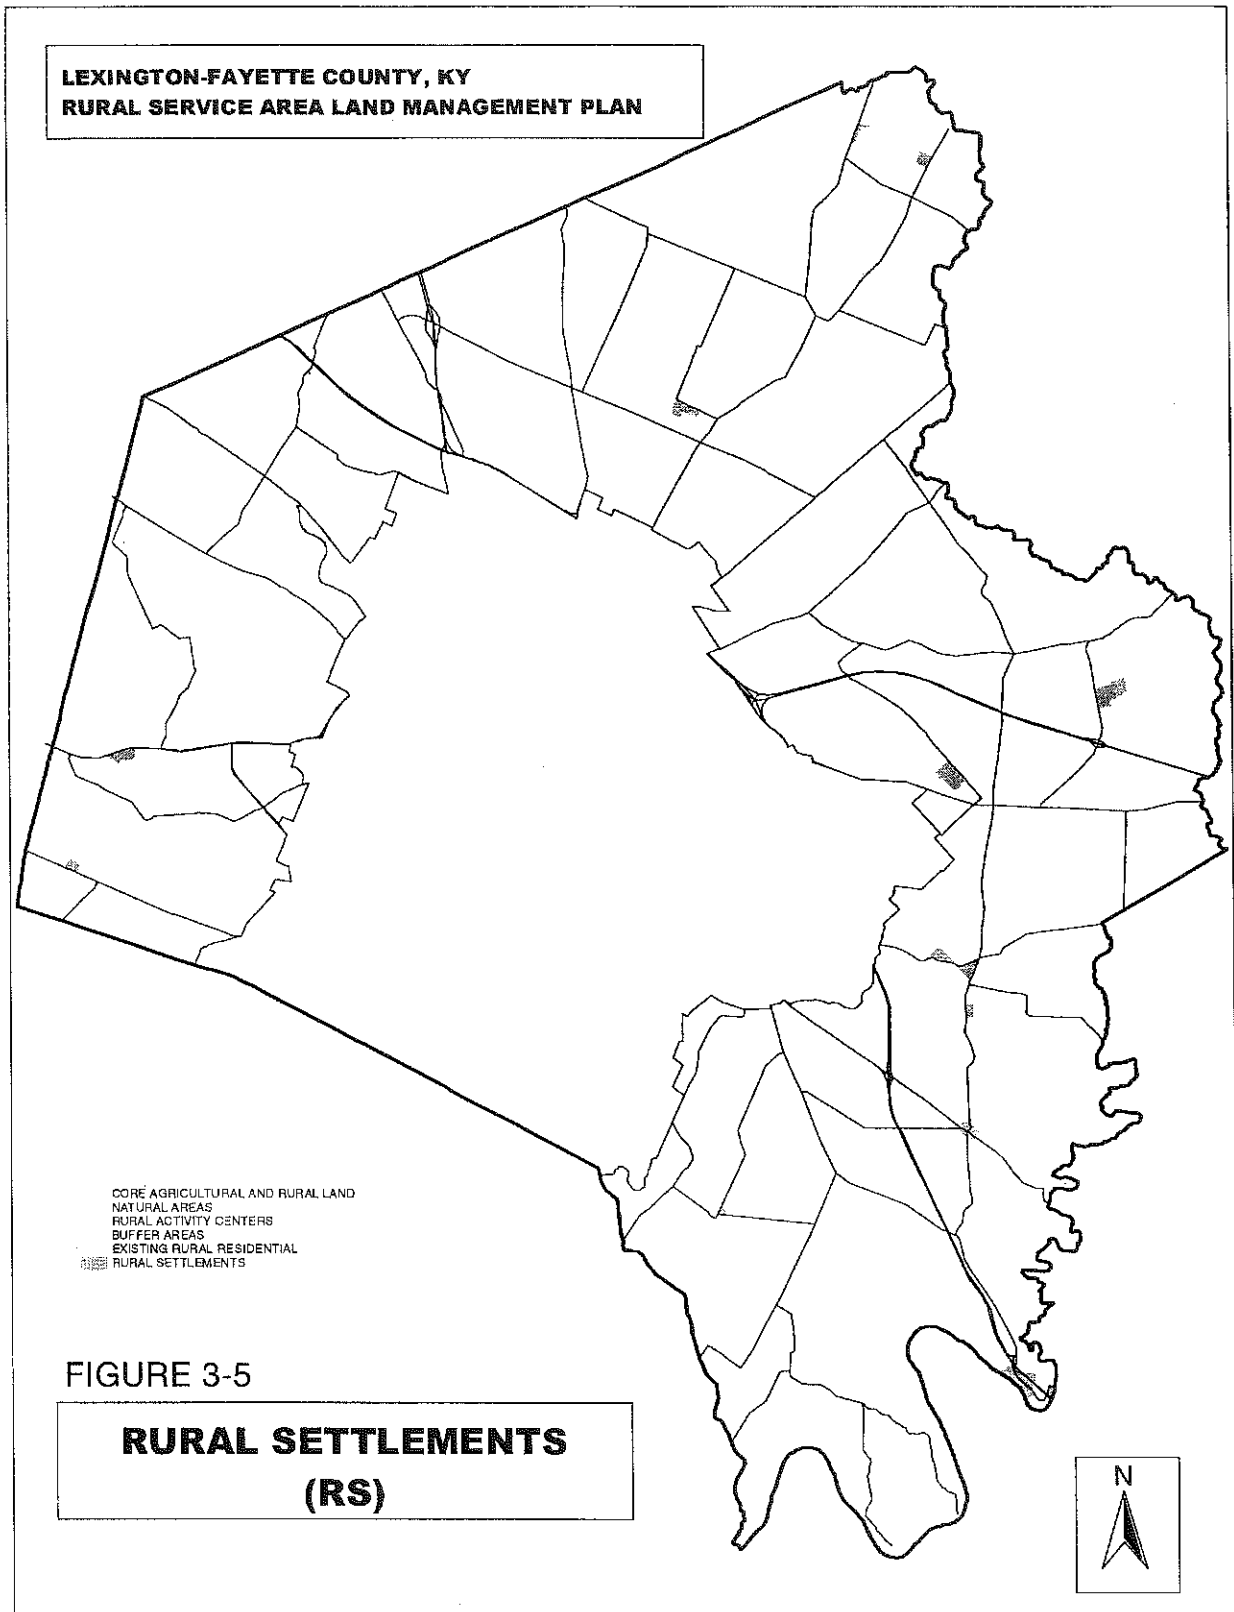 LEXINGTON-FAYETTE COUNTY, KY
RURAL SERVICE AREA LAND MANAGEMENT PLAN
CORE AGRICULTURAL AND RURAL LAND
NATURAL AREAS
RURAL ACTIVITY CENTERS
BUFFER AREAS
EXISTING RURAL RESIDENTIAL
RURAL SETTLEMENTS
FIGURE 3-5
RURAL SETTLEMENTS
(RS)
N